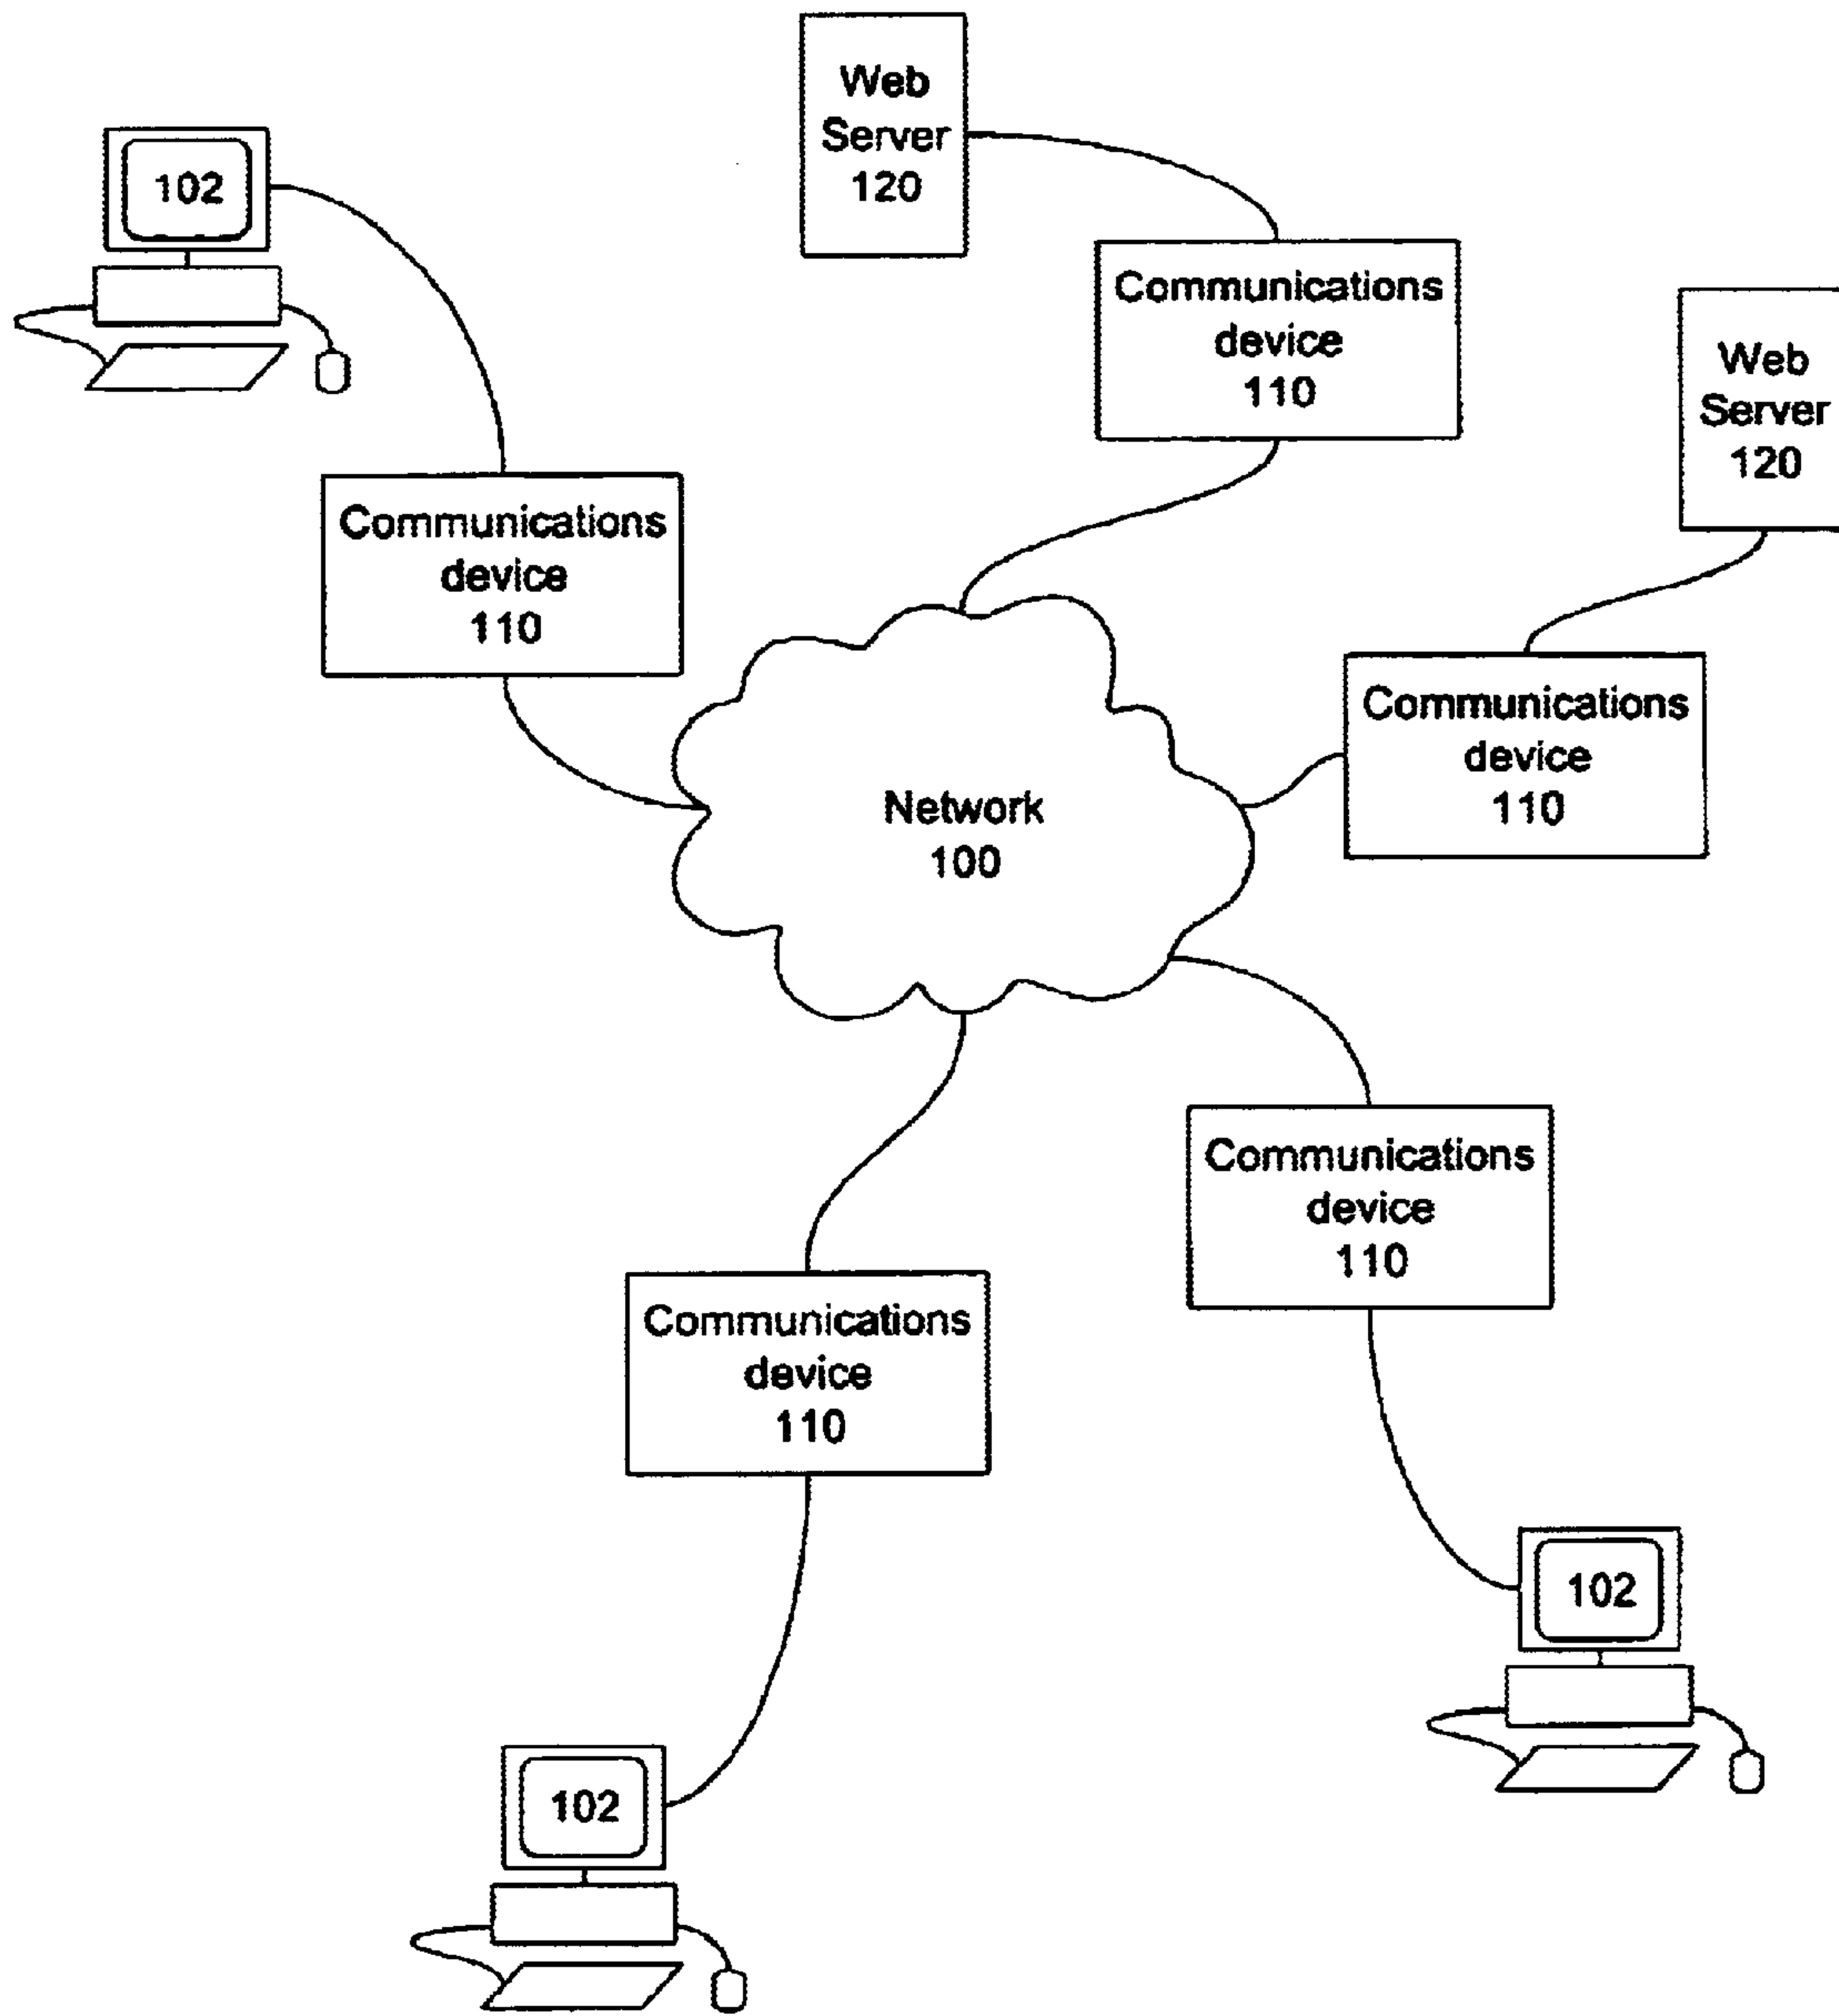 Web
Server
120
102
Communications
device
110
Web
Server
120
Communications
device
110
Communications
device
110
Network
100
Communications
device
110
Communications
device
110
102
102